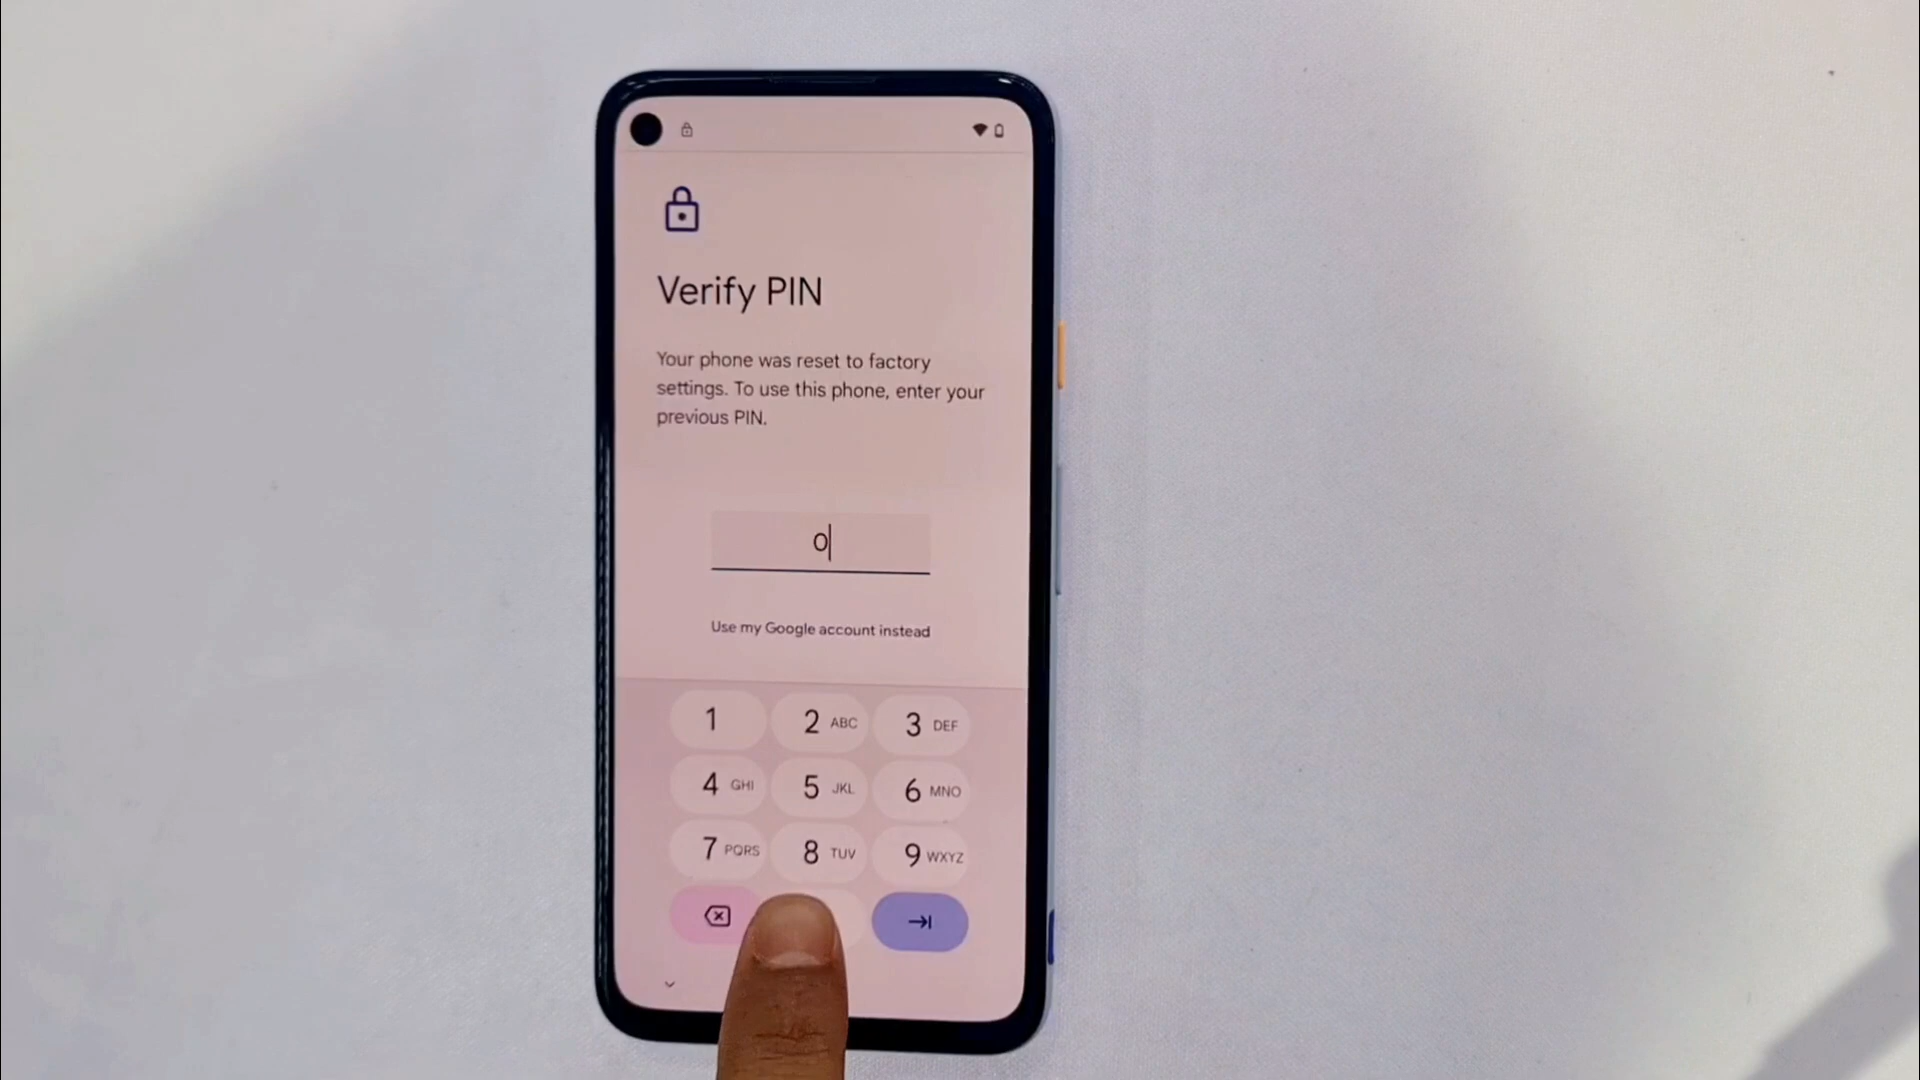 Verify PIN
Your phone was reset to factory
settings. To use this phone, enter your
previous PIN.
0
Use my Google account instead
1 2 ABC 3 DEF
4 GHI 5 JKL 6 MNO
7 PQRS 8 TUV 9 WXYZ